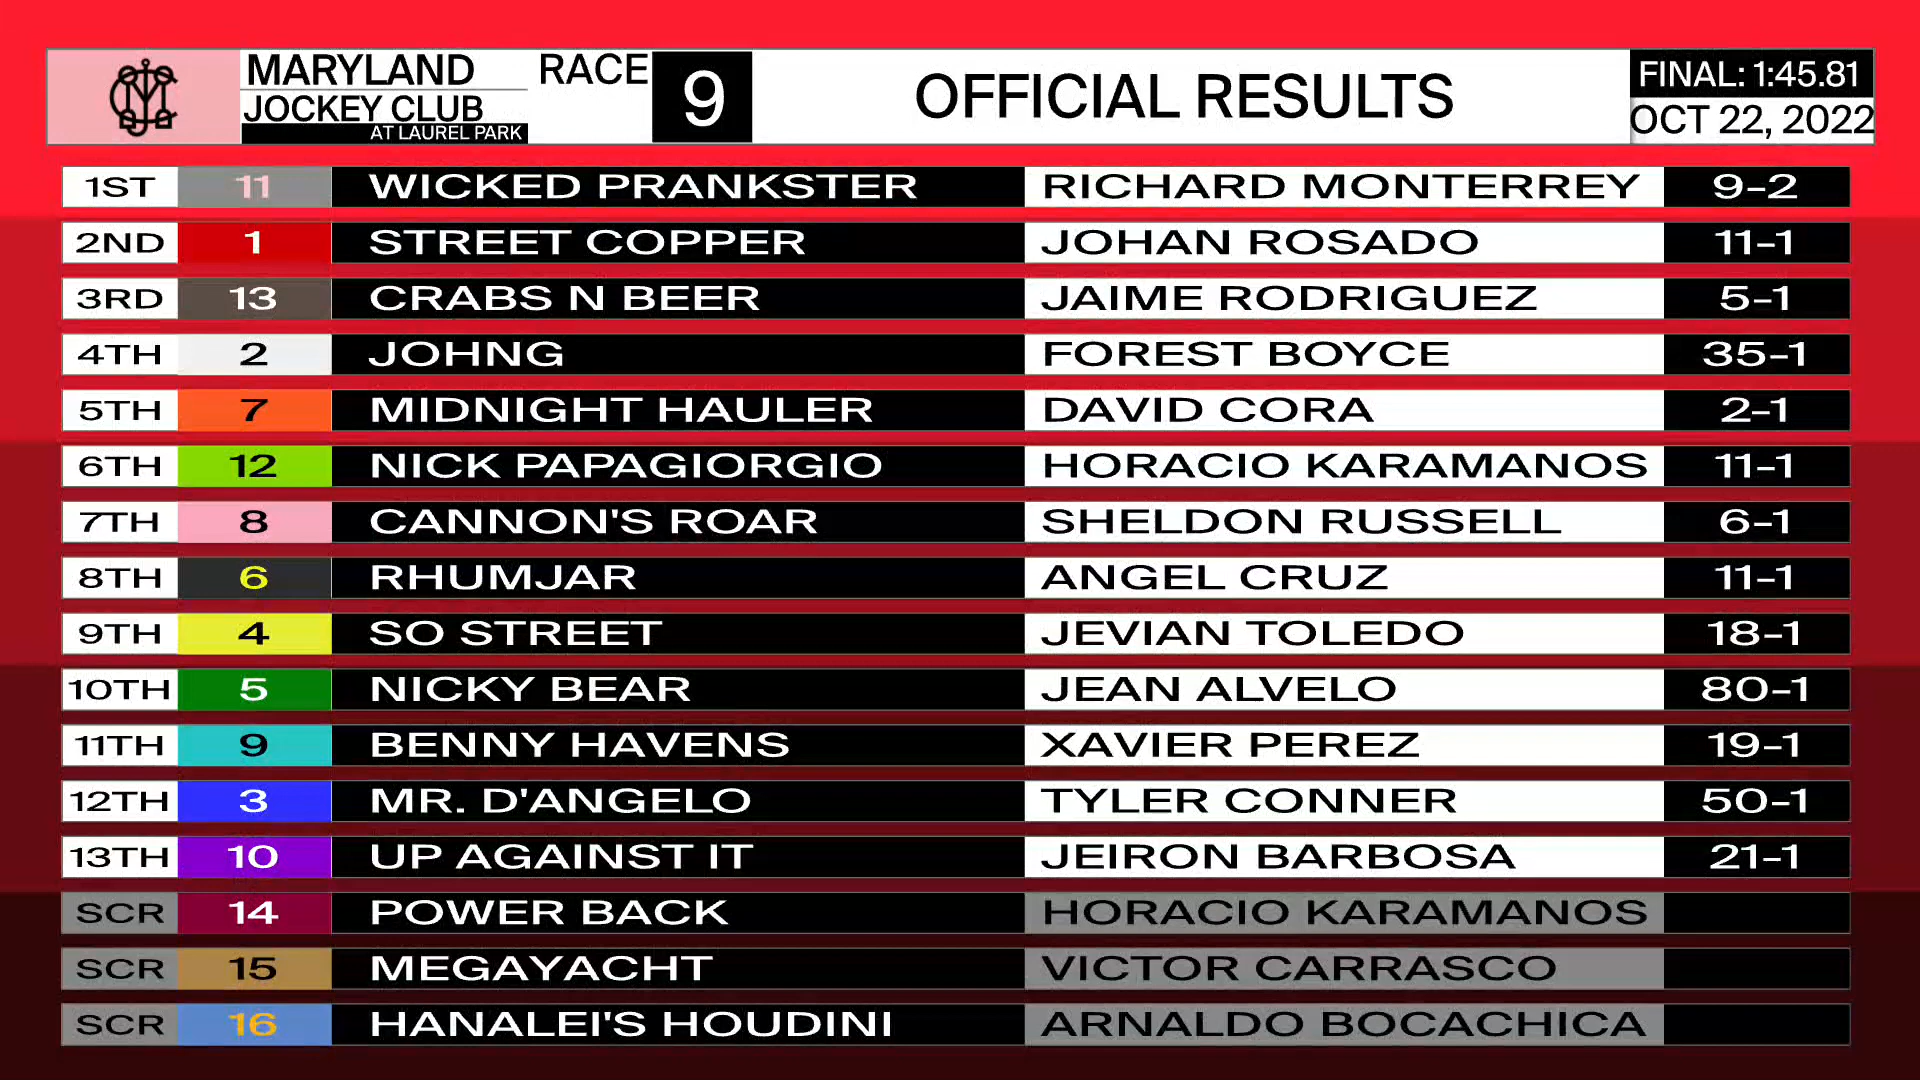 MARYLAND
JOCKEY CLUB
AT LAUREL PARK
RACE 9
OFFICIAL RESULTS
FINAL: 1:45.81
OCT 22, 2022
1ST 11 WICKED PRANKSTER RICHARD MONTERREY 9-2
2ND 1 STREET COPPER JOHAN ROSADO 11-1
3RD 13 CRABS N BEER JAIME RODRIGUEZ 5-1
4TH 2 JOHNG FOREST BOYCE 35-1
5TH 7 MIDNIGHT HAULER DAVID CORA 2-1
6TH 12 NICK PAPAGIORGIO HORACIO KARAMANOS 11-1
7TH 8 CANNON'S ROAR SHELDON RUSSELL 6-1
8TH 6 RHUMJAR ANGEL CRUZ 11-1
9TH 4 SO STREET JEVIAN TOLEDO 18-1
10TH 5 NICKY BEAR JEAN ALVELO 80-1
11TH 9 BENNY HAVENS XAVIER PEREZ 19-1
12TH 3 MR. D'ANGELO TYLER CONNER 50-1
13TH 10 UP AGAINST IT JEIRON BARBOSA 21-1
SCR 14 POWER BACK HORACIO KARAMANOS
SCR 15 MEGAYACHT VICTOR CARRASCO
SCR 16 HANALEI'S HOUDINI ARNALDO BOCACHICA